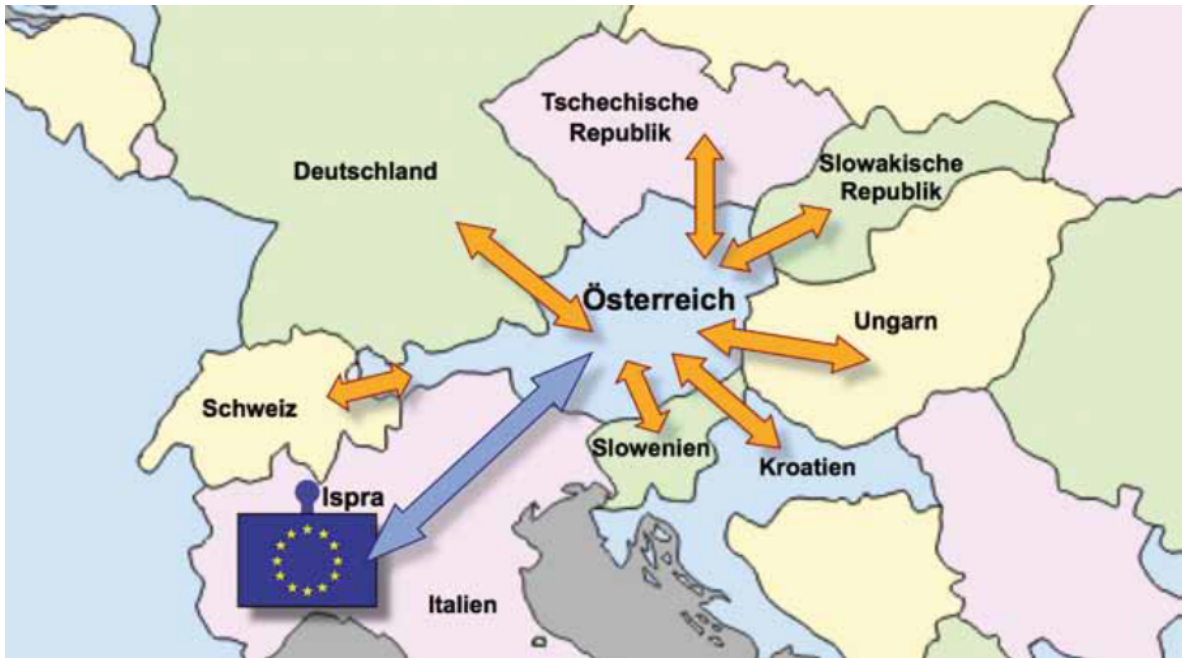 Tschechische
Republik
Slowakische
Republik
Deutschland
Österreich
Ungarn
Schweiz
Slowenien
Kroatien
Ispra
Italien